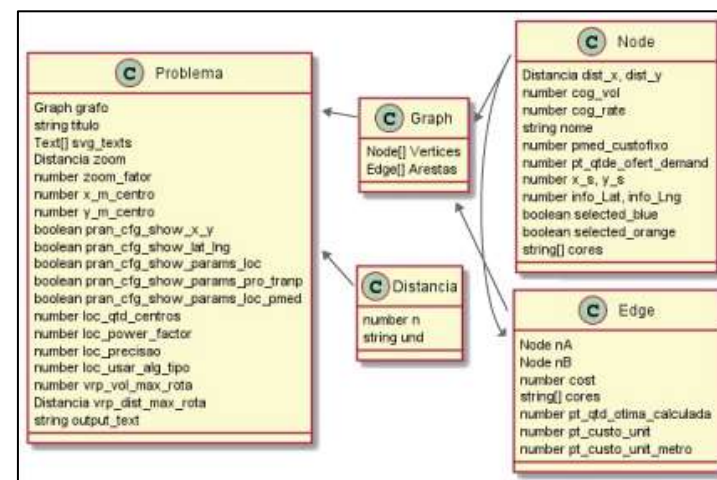 C Problema
Graph grafo
string titulo
Text[] svg_texts
Distancia zoom
number zoom_fator
number x_m_centro
number y_m_centro
boolean pran_cfg_show_x_y
boolean pran_cfg_show_lat_lng
boolean pran_cfg_show_params_loc
boolean pran_cfg_show_params_pro_tranp
boolean pran_cfg_show_params_loc_pmed
number loc_qtd_centros
number loc_power_factor
number loc_precisao
number loc_usar_alg_tipo
number vrp_vol_max_rota
Distancia vrp_dist_max_rota
string output_text
C Graph
Node[] Vertices
Edge[] Arestas
C Distancia
number n
string und
C Node
Distancia dist_x, dist_y
number cog_vol
number cog_rate
string nome
number pmed_custofixo
number pt_qtde_ofert_demand
number x_s, y_s
number info_Lat, info_Lng
boolean selected_blue
boolean selected_orange
string[] cores
C Edge
Node nA
Node nB
number cost
string[] cores
number pt_qtd_otima_calculada
number pt_custo_unit
number pt_custo_unit_metro